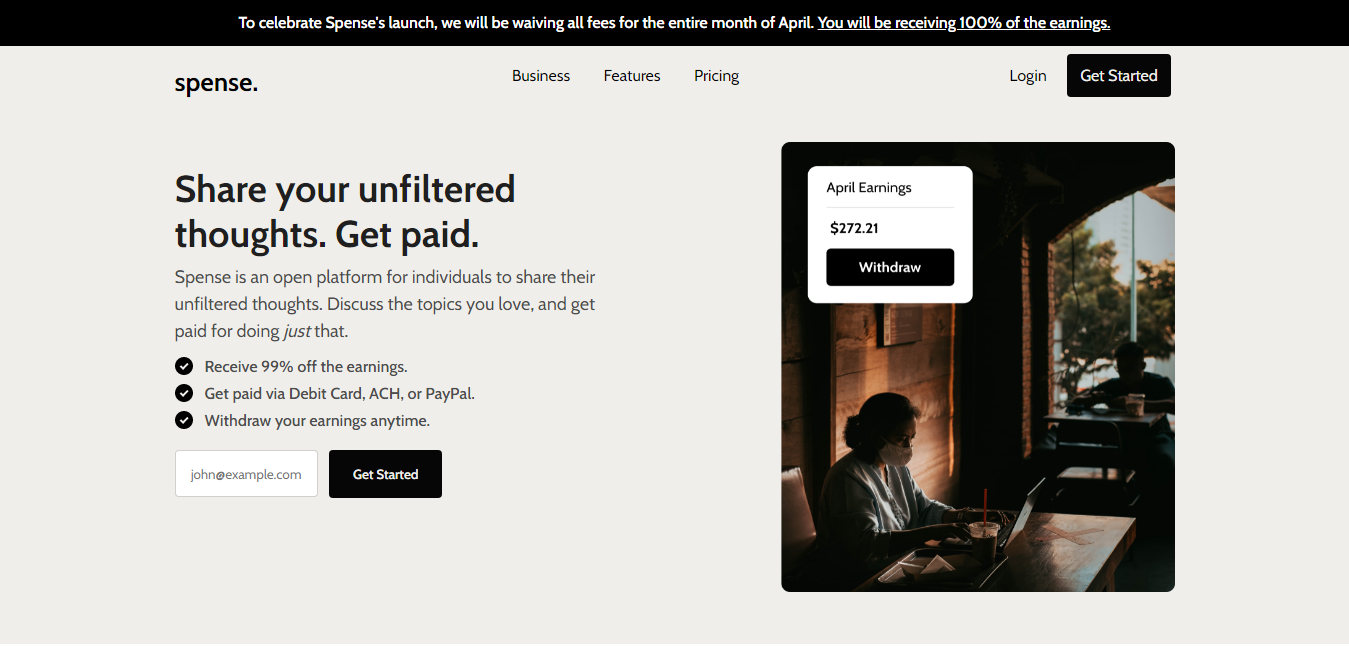 To celebrate Spense's launch, we will be waiving all fees for the entire month of April. You will be receiving 100% of the earnings.
spense.
Business
Features
Pricing
Login
Get Started
Share your unfiltered
thoughts. Get paid.
Spense is an open platform for individuals to share their
unfiltered thoughts. Discuss the topics you love, and get
paid for doing just that.
Receive 99% off the earnings.
Get paid via Debit Card, ACH, or PayPal.
Withdraw your earnings anytime.
john@example.com
Get Started
April Earnings
$272.21
Withdraw